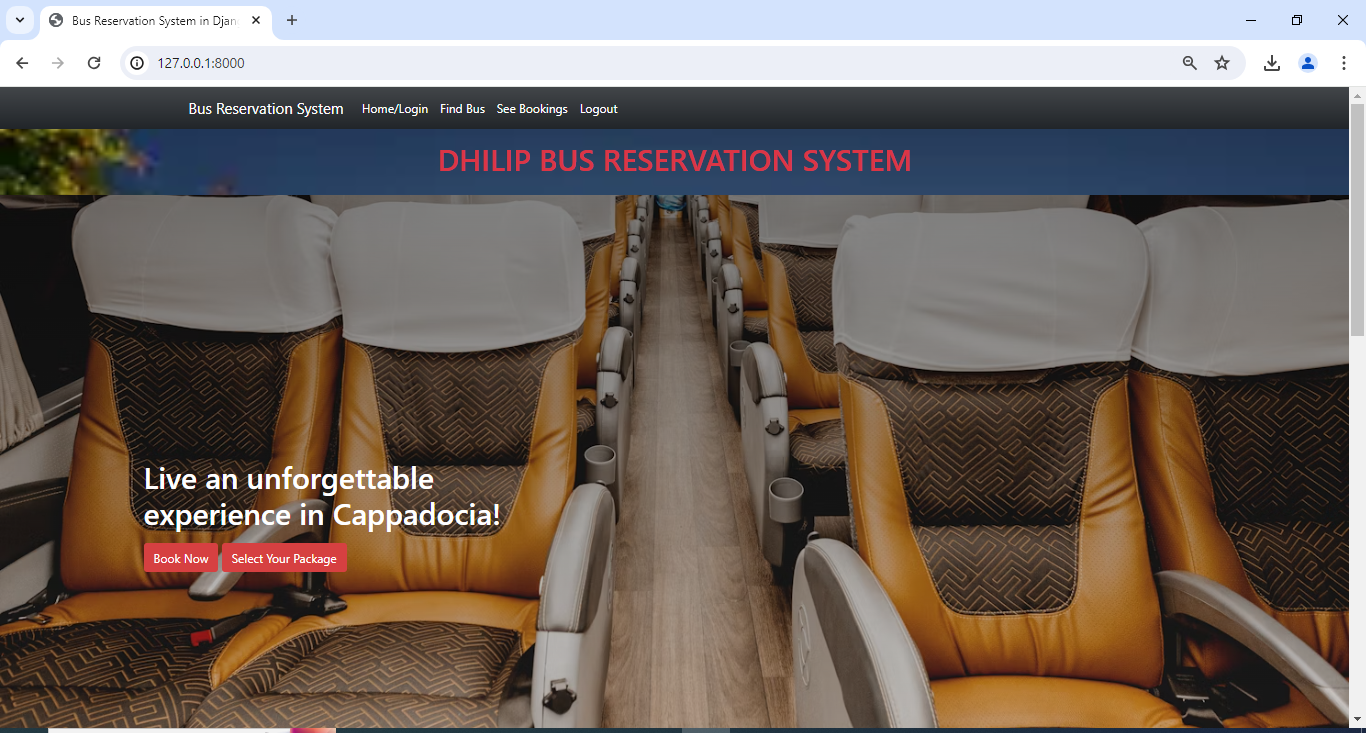 Bus Reservation System in Djan
127.0.0.1:8000
Bus Reservation System Home/Login Find Bus See Bookings Logout
DHILIP BUS RESERVATION SYSTEM
Live an unforgettable
experience in Cappadocia!
Book Now Select Your Package